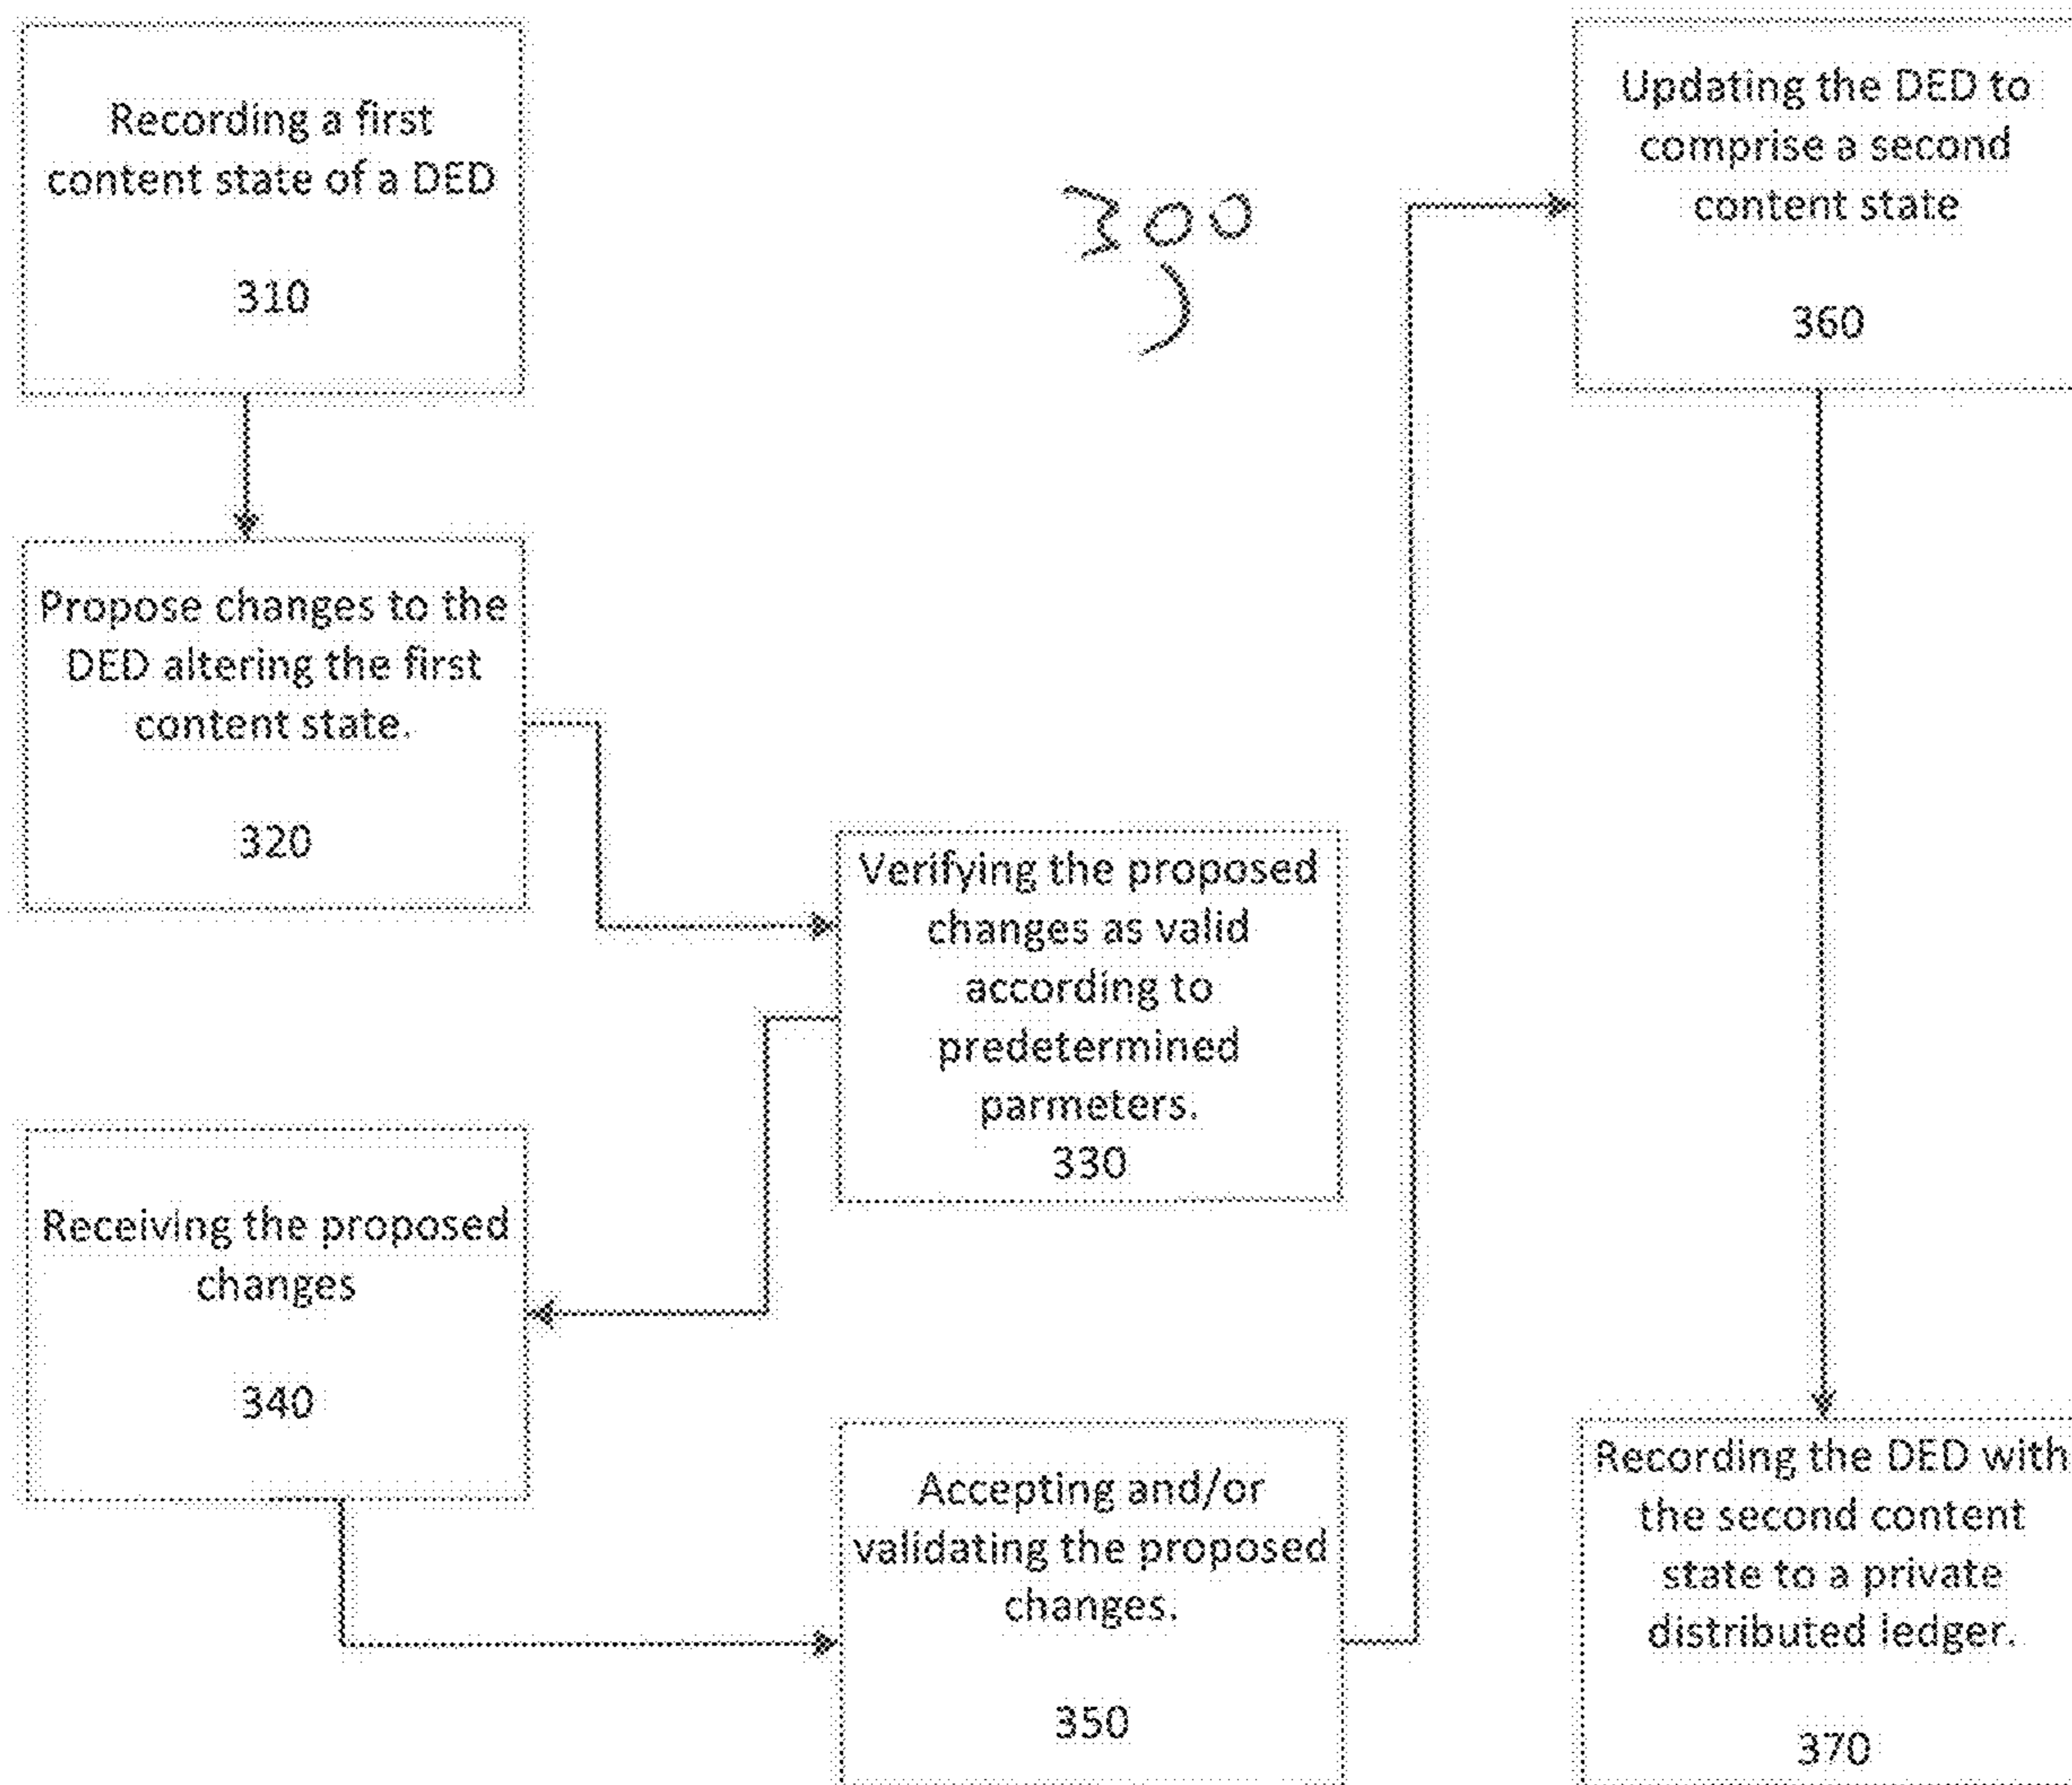 Recording a first
content state of a DED
310
Propose changes to the
DED altering the first
content state.
320
Verifying the proposed
changes as valid
according to
predetermined
parmeters.
330
Receiving the proposed
changes
340
Accepting and/or
validating the proposed
changes.
350
300
Updating the DED to
comprise a second
content state
360
Recording the DED with
the second content
state to a private
distributed ledger.
370